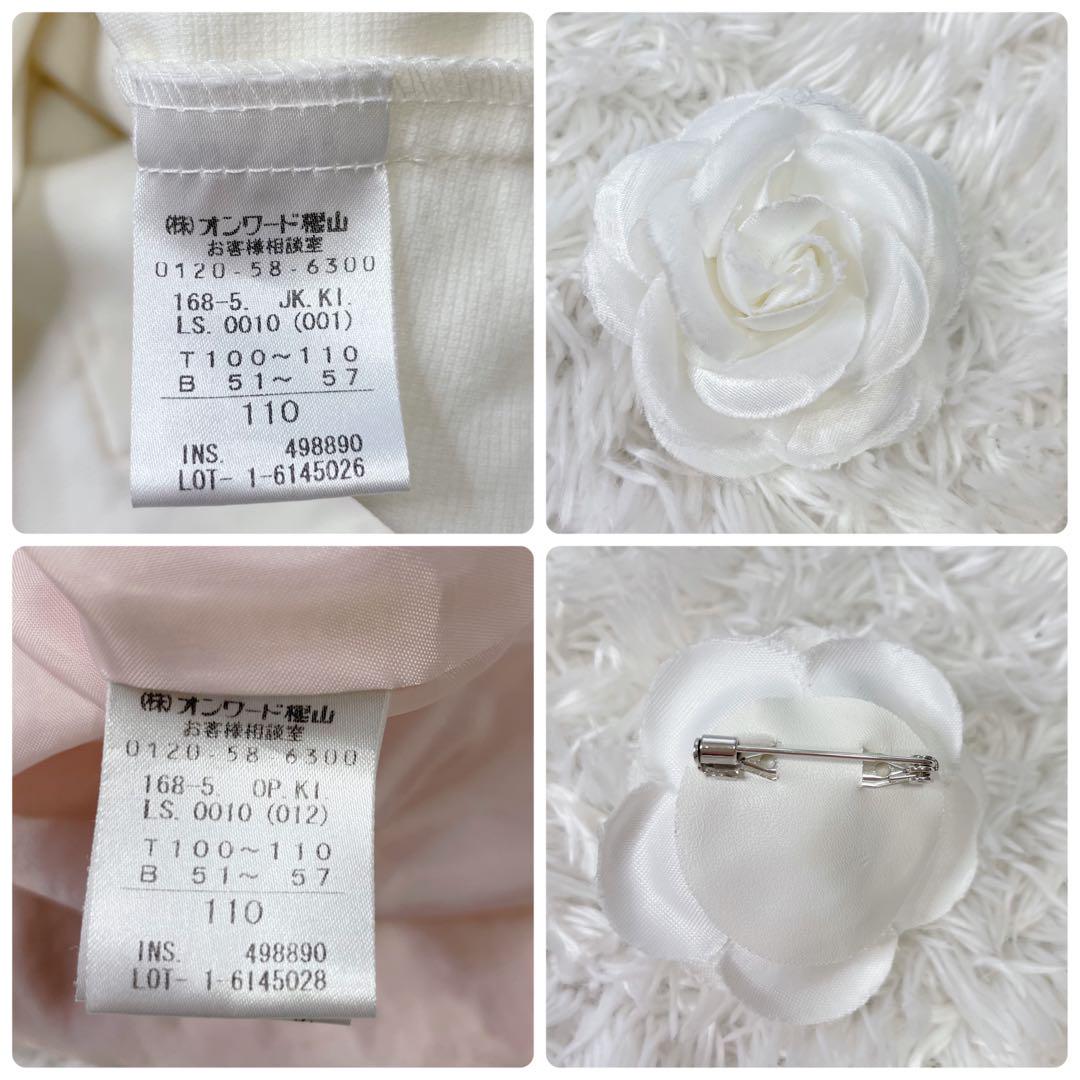 (株)オンワード樫山
お客様相談室
0120-58-6300
168-5. JK.KI.
LS. 0010 (001)
T100~110
B 51~ 57
110
INS. 498890
LOT- 1-6145026
(株)オンワード樫山
お客様相談室
0120-58-6300
168-5. OP.KI.
LS. 0010 (012)
T100~110
B 51~ 57
110
INS. 498890
LOT- 1-6145028